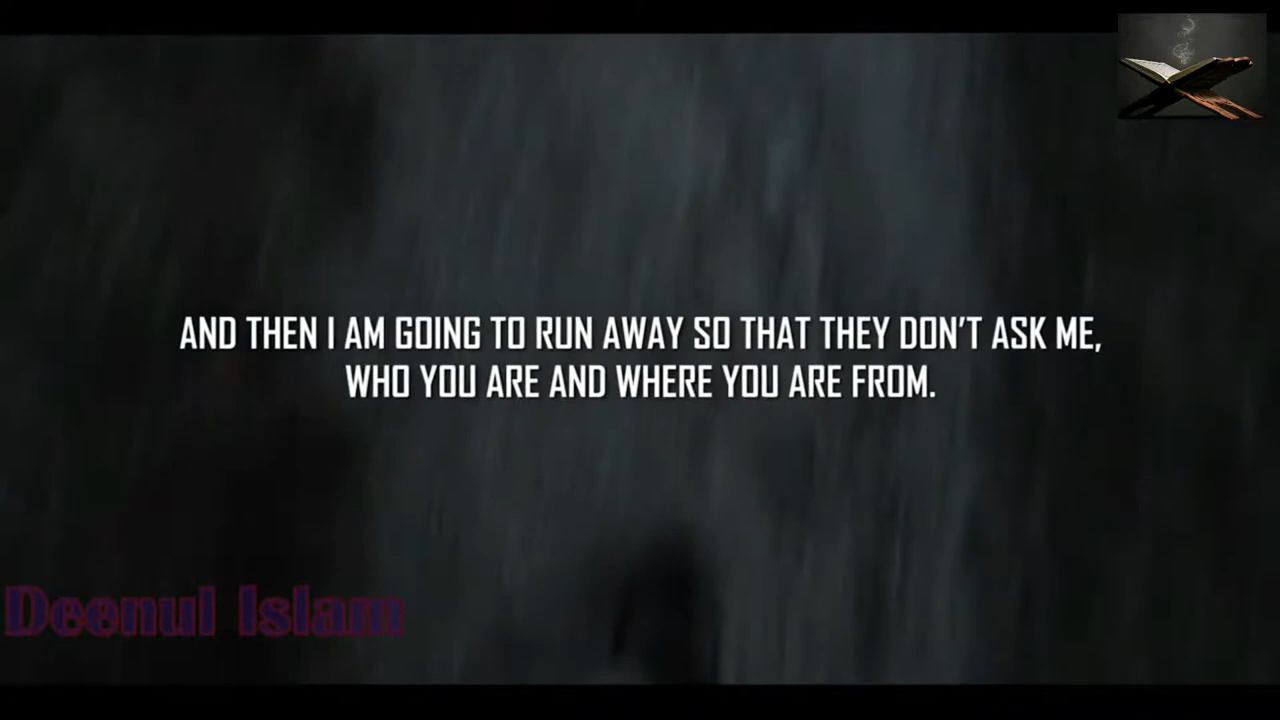 AND THEN I AM GOING TO RUN AWAY SO THAT THEY DON'T ASK ME,
WHO YOU ARE AND WHERE YOU ARE FROM.
Deenul Islam